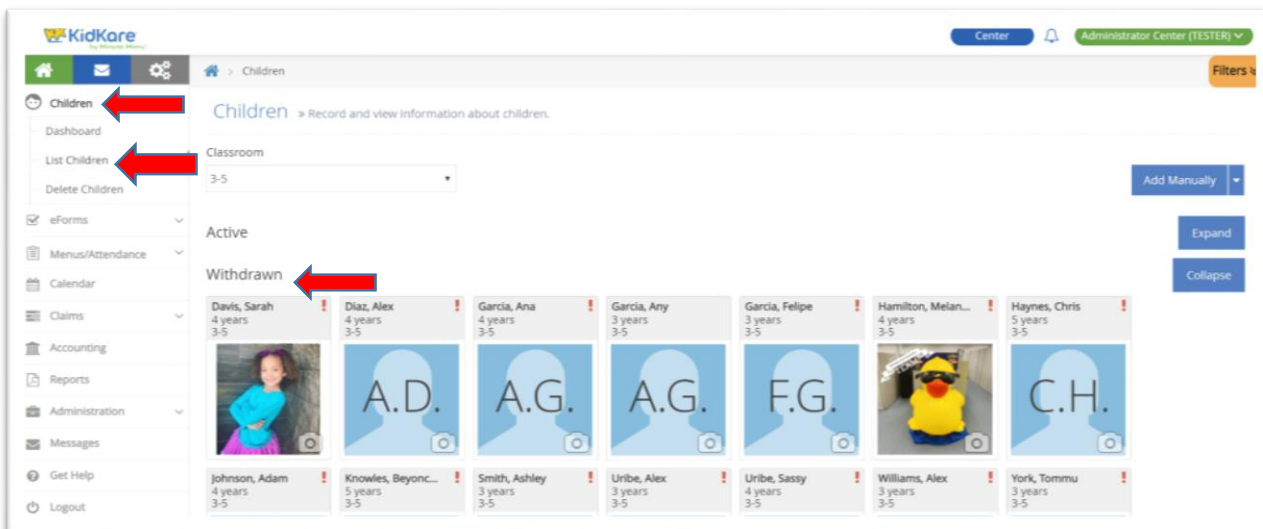 KidKare
by Minute Menu
Center
Administrator Center (TESTER)
Children
Filters
Children
Dashboard
List Children
Delete Children
eForms
Menus/Attendance
Calendar
Claims
Accounting
Reports
Administration
Messages
Get Help
Logout
Children » Record and view information about children.
Classroom
3-5
Add Manually
Active
Expand
Withdrawn
Collapse
Davis, Sarah
4 years
3-5
Diaz, Alex
4 years
3-5
A.D.
Garcia, Ana
4 years
3-5
A.G.
Garcia, Any
3 years
3-5
A.G.
Garcia, Felipe
3 years
3-5
F.G.
Hamilton, Melan...
4 years
3-5
Haynes, Chris
5 years
3-5
C.H.
Johnson, Adam
4 years
3-5
Knowles, Beyonc...
5 years
3-5
Smith, Ashley
3 years
3-5
Uribe, Alex
3 years
3-5
Uribe, Sassy
4 years
3-5
Williams, Alex
3 years
3-5
York, Tommu
3 years
3-5